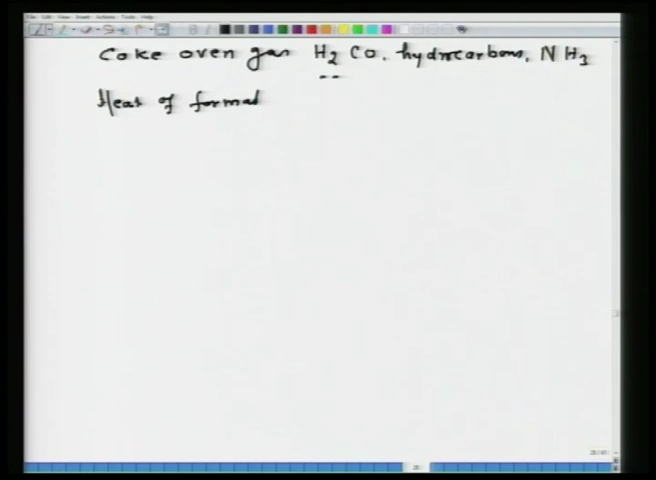 Coke oven gas H2 CO, hydrocarbons, NH3
Heat of format